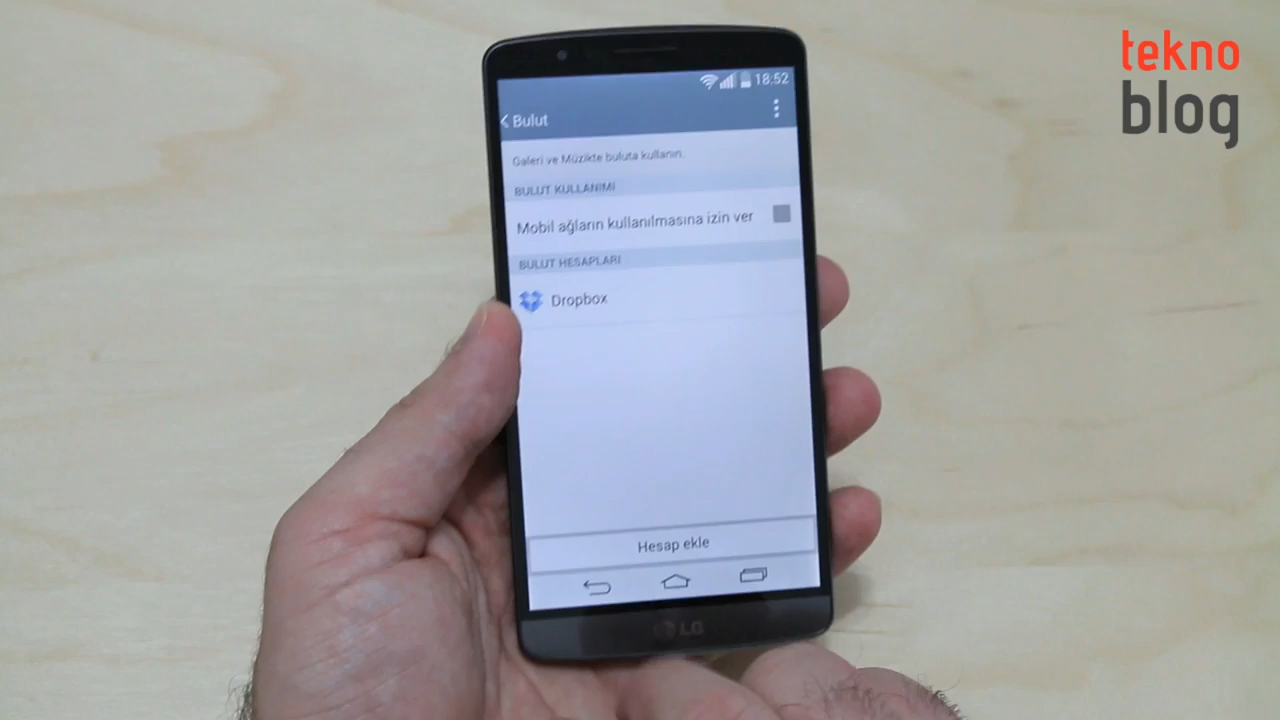 tekno
blog
18:52
Bulut
Galeri ve Müzikte buluta kullanın.
BULUT KULLANIMI
Mobil ağların kullanılmasına izin ver
BULUT HESAPLARI
Dropbox
Hesap ekle
LG